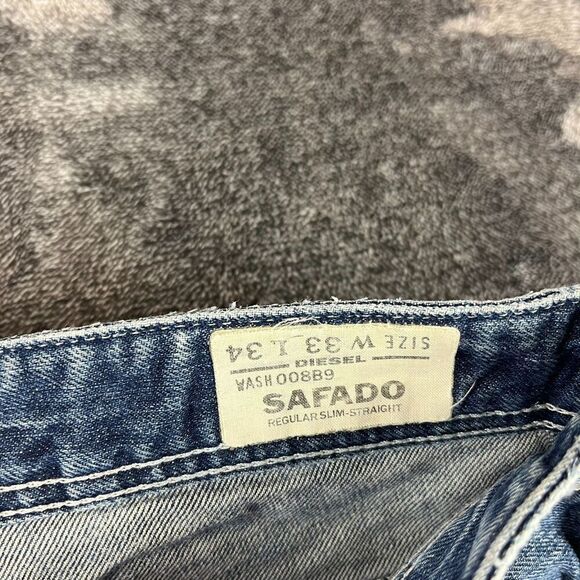 SIZE W 33 L 34
DIESEL
WASH 008B9
SAFADO
REGULAR SLIM-STRAIGHT